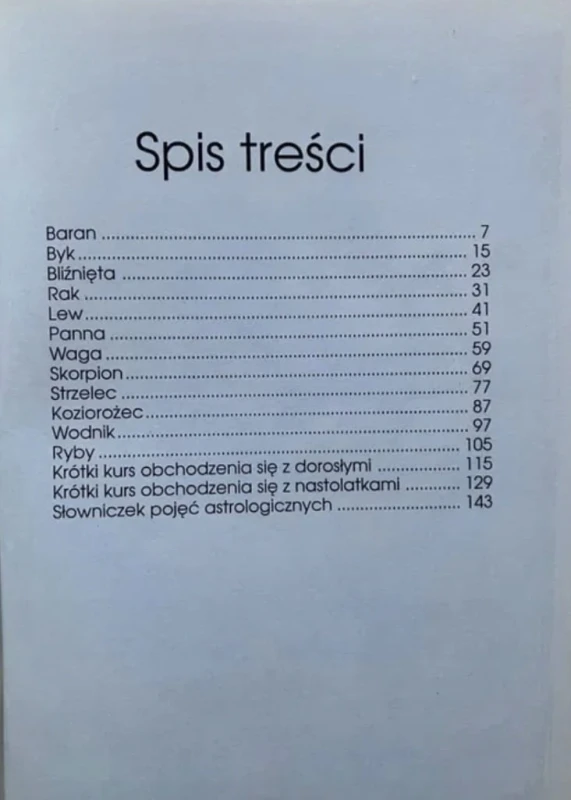 Spis treści
Baran ........................................................ 7
Byk ........................................................ 15
Bliźnięta ........................................................ 23
Rak ........................................................ 31
Lew ........................................................ 41
Panna ........................................................ 51
Waga ........................................................ 59
Skorpion ........................................................ 69
Strzelec ........................................................ 77
Koziorożec ........................................................ 87
Wodnik ........................................................ 97
Ryby ........................................................ 105
Krótki kurs obchodzenia się z dorosłymi ................. 115
Krótki kurs obchodzenia się z nastolatkami ............ 129
Słowniczek pojęć astrologicznych ......................... 143